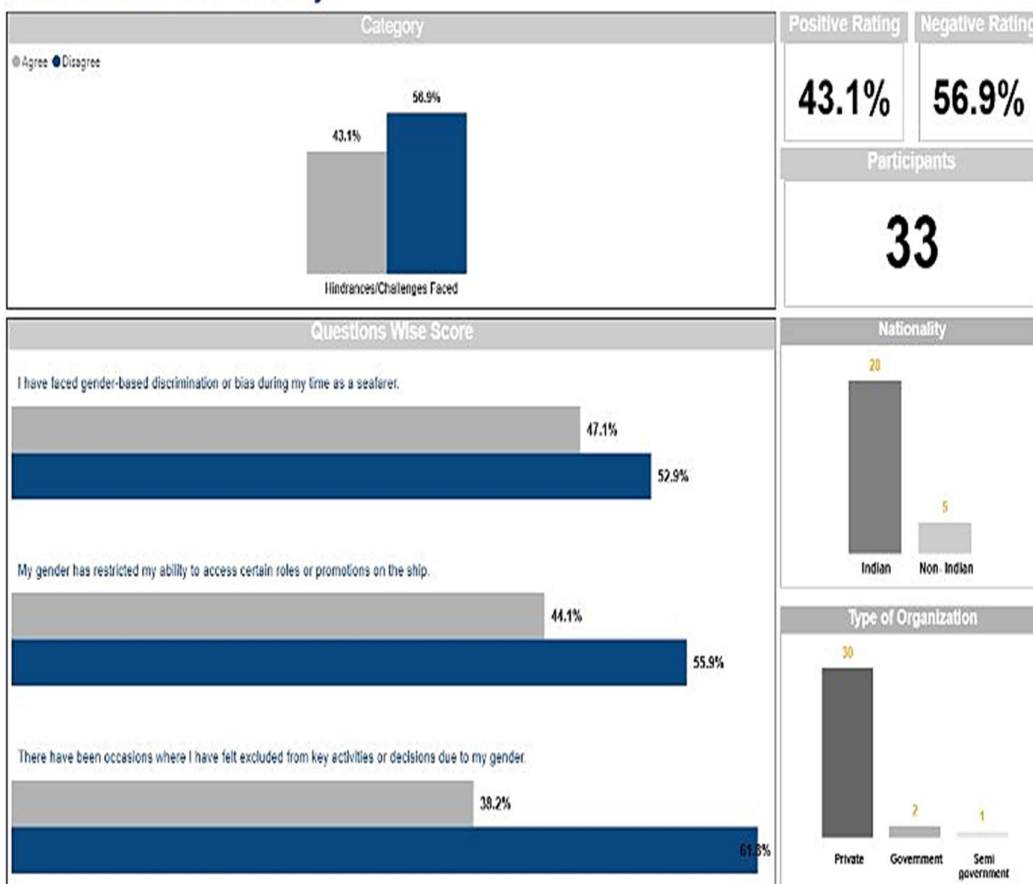 Category
Agree Disagree
56.9%
43.1%
Hindrances/Challenges Faced
Positive Rating
43.1%
Negative Rating
56.9%
Participants
33
Questions Wise Score
I have faced gender-based discrimination or bias during my time as a seafarer.
47.1%
52.9%
My gender has restricted my ability to access certain roles or promotions on the ship.
44.1%
55.9%
There have been occasions where I have felt excluded from key activities or decisions due to my gender.
38.2%
61.8%
Nationality
28
5
Indian
Non- Indian
Type of Organization
30
2
1
Private
Government
Semi
government